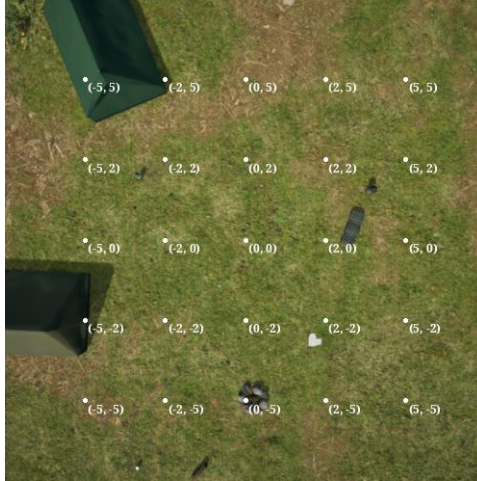 (-5, 5) (-2, 5) (0, 5) (2, 5) (5, 5)
(-5, 2) (-2, 2) (0, 2) (2, 2) (5, 2)
(-5, 0) (-2, 0) (0, 0) (2, 0) (5, 0)
(-5, -2) (-2, -2) (0, -2) (2, -2) (5, -2)
(-5, -5) (-2, -5) (0, -5) (2, -5) (5, -5)